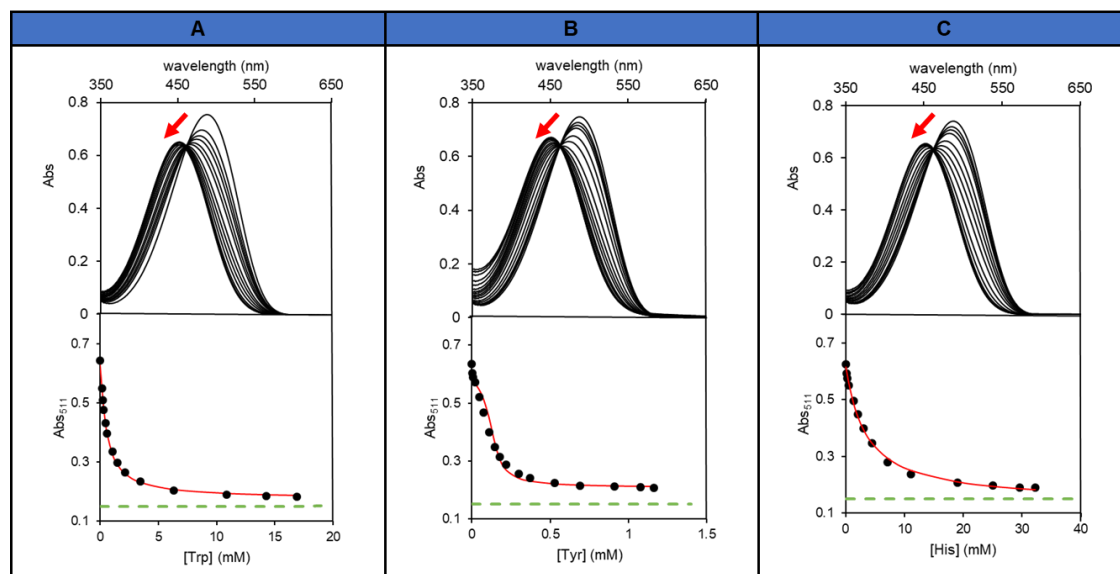 A
B
C
wavelength (nm)
350 450 550 650
Abs
0.8
0.6
0.4
0.2
0
Abs511
0.7
0.5
0.3
0.1
0 5 10 15 20
[Trp] (mM)
wavelength (nm)
350 450 550 650
Abs
0.8
0.6
0.4
0.2
0
Abs511
0.7
0.5
0.3
0.1
0 0.5 1 1.5
[Tyr] (mM)
wavelength (nm)
350 450 550 650
Abs
0.8
0.6
0.4
0.2
0
Abs511
0.7
0.5
0.3
0.1
0 10 20 30 40
[His] (mM)